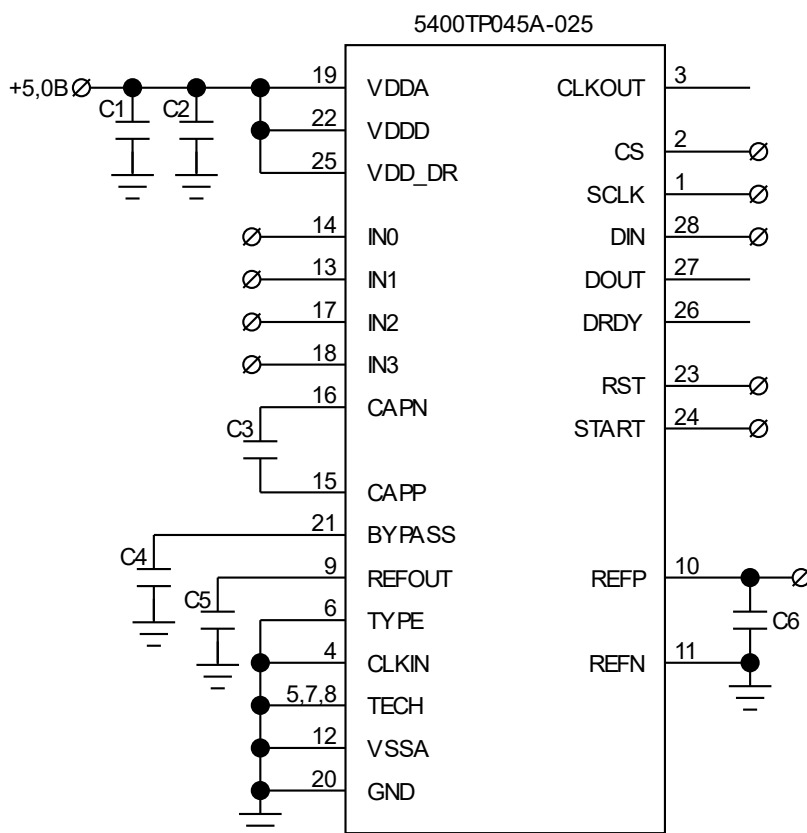 5400ТР045А-025
+5,0В
C1
C2
19
VDDA
22
VDDD
25
VDD_DR
14
IN0
13
IN1
17
IN2
18
IN3
16
CAPN
C3
15
CAPP
21
BYPASS
C4
9
REFOUT
C5
6
TYPE
4
CLKIN
5,7,8
TECH
12
VSSA
20
GND
CLKOUT
3
CS
2
SCLK
1
DIN
28
DOUT
27
DRDY
26
RST
23
START
24
REFP
10
C6
REFN
11